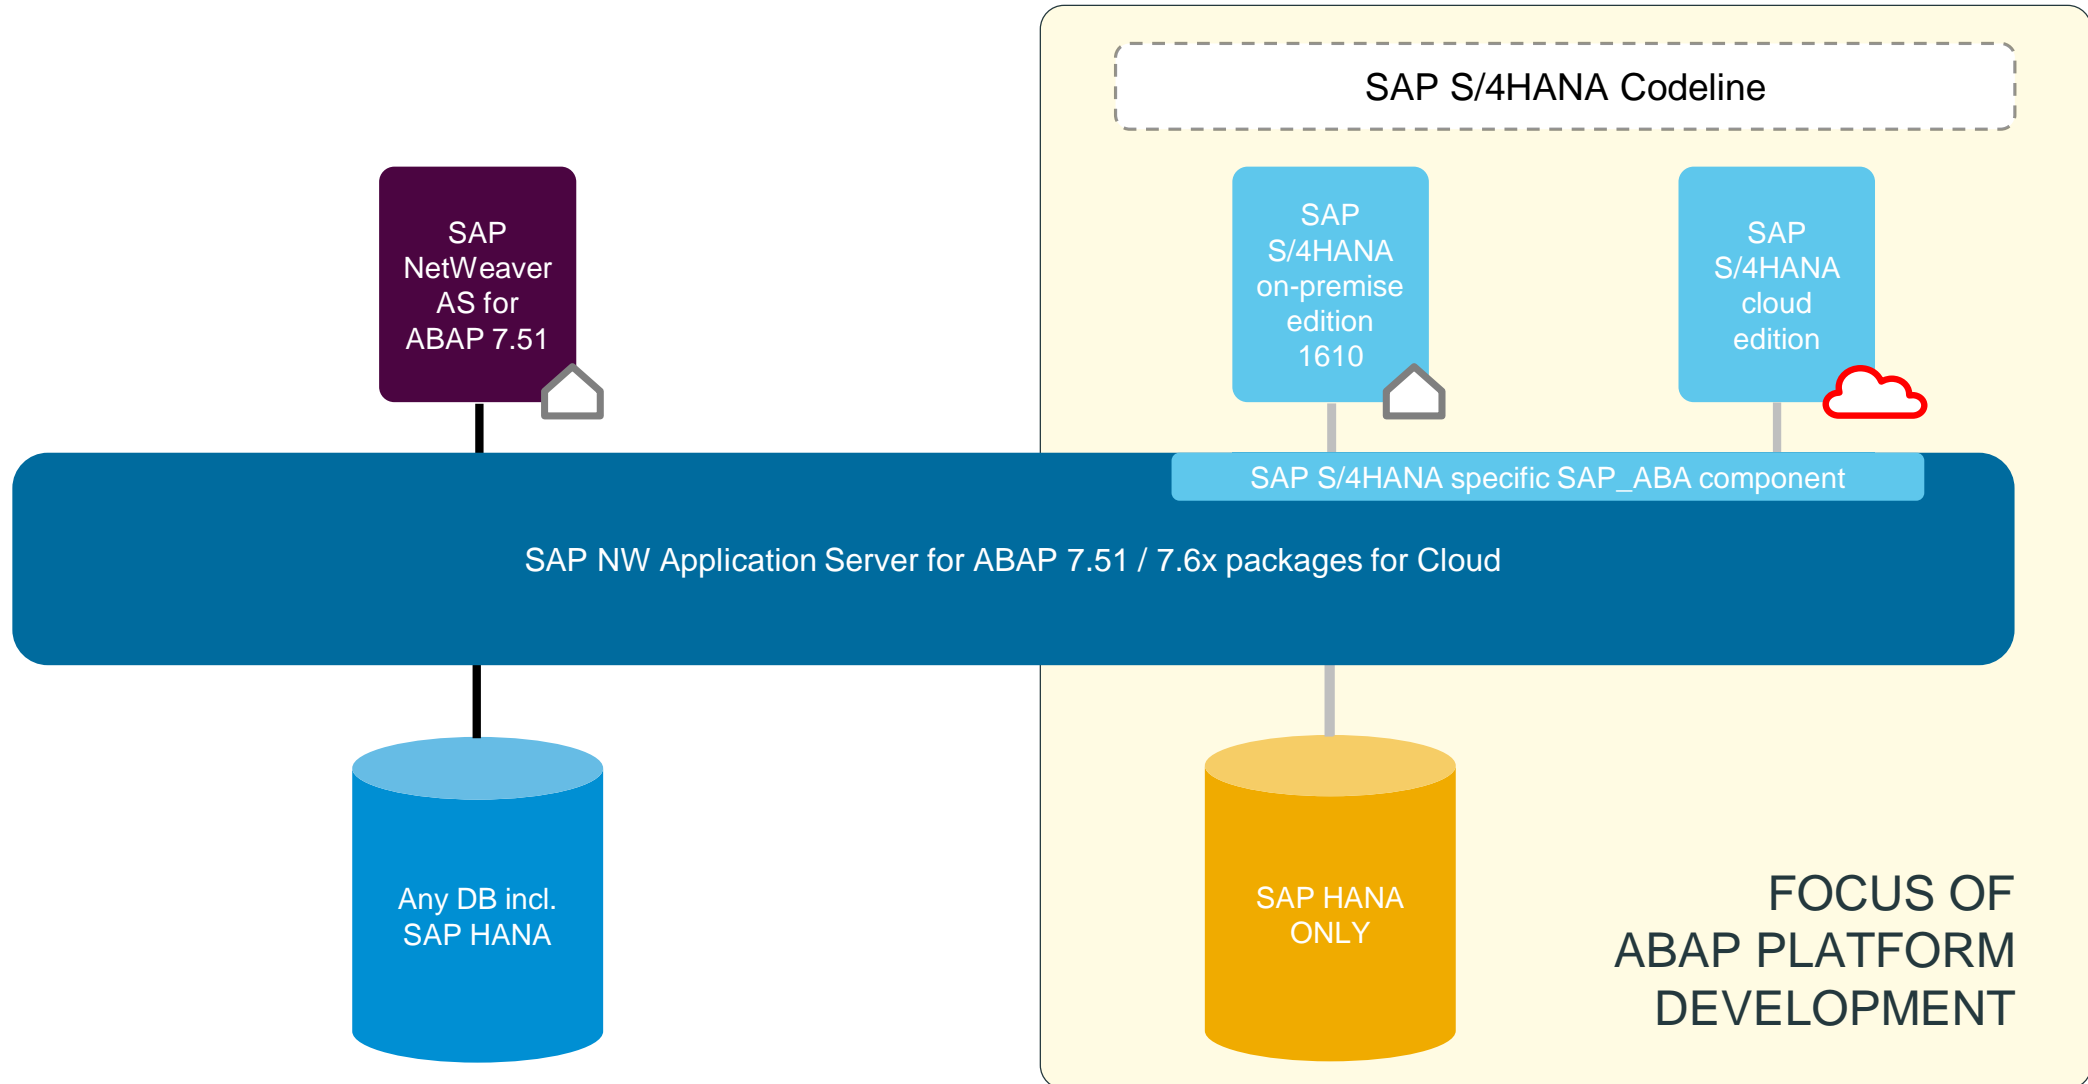 SAP S/4HANA Codeline
SAP
NetWeaver
AS for
ABAP 7.51
SAP
S/4HANA
on-premise
edition
1610
SAP
S/4HANA
cloud
edition
SAP S/4HANA specific SAP_ABA component
SAP NW Application Server for ABAP 7.51 / 7.6x packages for Cloud
Any DB incl.
SAP HANA
SAP HANA
ONLY
FOCUS OF
ABAP PLATFORM
DEVELOPMENT